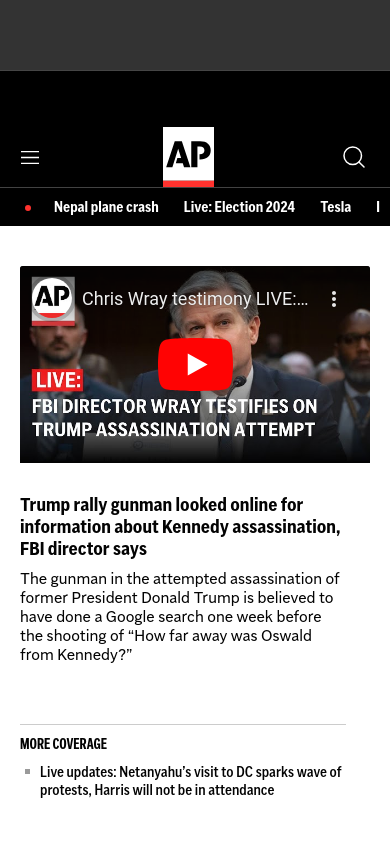 AP
Nepal plane crash Live: Election 2024 Tesla
AP Chris Wray testimony LIVE:...
LIVE:
FBI DIRECTOR WRAY TESTIFIES ON
TRUMP ASSASSINATION ATTEMPT
Trump rally gunman looked online for
information about Kennedy assassination,
FBI director says
The gunman in the attempted assassination of
former President Donald Trump is believed to
have done a Google search one week before
the shooting of “How far away was Oswald
from Kennedy?”
MORE COVERAGE
Live updates: Netanyahu’s visit to DC sparks wave of
protests, Harris will not be in attendance